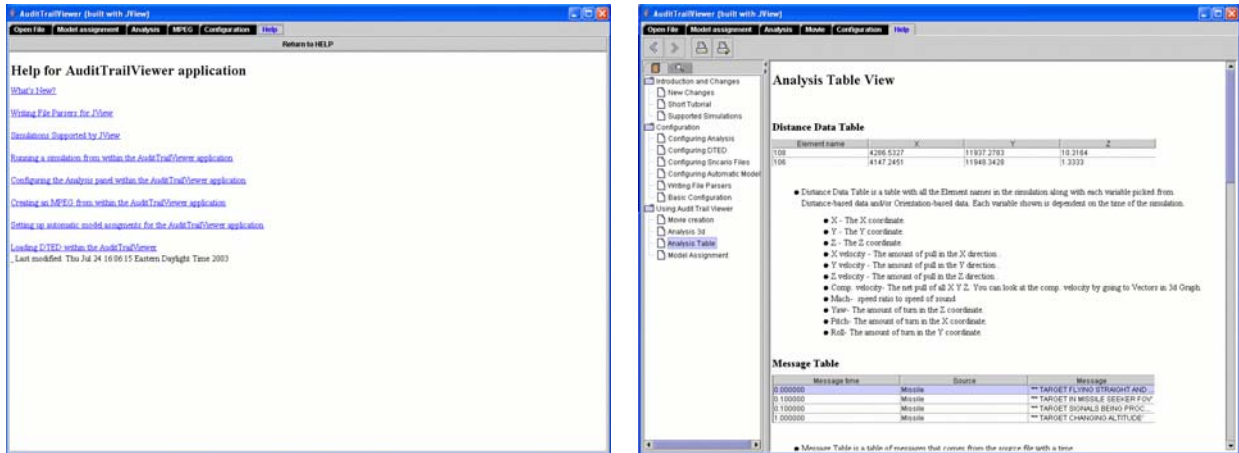 AuditTrailViewer (built with JView)
Open File Model assignment Analysis MPEG Configuration Help
Return to HELP
Help for AuditTrailViewer application
What's New?
Writing File Parsers for JView
Simulations Supported by JView
Running a simulation from within the AuditTrailViewer application
Configuring the Analysis panel within the AuditTrailViewer application
Creating an MPEG from within the AuditTrailViewer application
Setting up automatic model assignments for the AuditTrailViewer application
Loading DTED within the AuditTrailViewer
Last modified: Thu Jul 24 16:06:15 Eastern Daylight Time 2003
AuditTrailViewer (built with JView)
Open File Model assignment Analysis Movie Configuration Help
Introduction and Changes
New Changes
Short Tutorial
Supported Simulations
Configuration
Configuring Analysis
Configuring DTED
Configuring Sncario Files
Configuring Automatic Model
Writing File Parsers
Basic Configuration
Using Audit Trail Viewer
Movie creation
Analysis 3d
Analysis Table
Model Assignment
Analysis Table View
Distance Data Table
Element name X Y Z
108 4286.5327 11937.2783 10.3164
106 4147.2451 11948.3428 1.3333
Distance Data Table is a table with all the Element names in the simulation along with each variable picked from
Distance-based data and/or Orientation-based data. Each variable shown is dependent on the time of the simulation.
X - The X coordinate.
Y - The Y coordinate.
Z - The Z coordinate.
X velocity - The amount of pull in the X direction.
Y velocity - The amount of pull in the Y direction.
Z velocity - The amount of pull in the Z direction.
Comp. velocity- The net pull of all X Y Z. You can look at the comp. velocity by going to Vectors in 3d Graph.
Mach- speed ratio to speed of sound
Yaw- The amount of turn in the Z coordinate.
Pitch- The amount of turn in the X coordinate.
Roll- The amount of turn in the Y coordinate.
Message Table
Message time Source Message
0.000000 Missile "* TARGET FLYING STRAIGHT AND ...
0.100000 Missile "* TARGET IN MISSILE SEEKER FOV"
0.100000 Missile "* TARGET SIGNALS BEING PROC...
1.000000 Missile "* TARGET CHANGING ALTITUDE"
Message Table is a table of messages that comes from the source file with a time